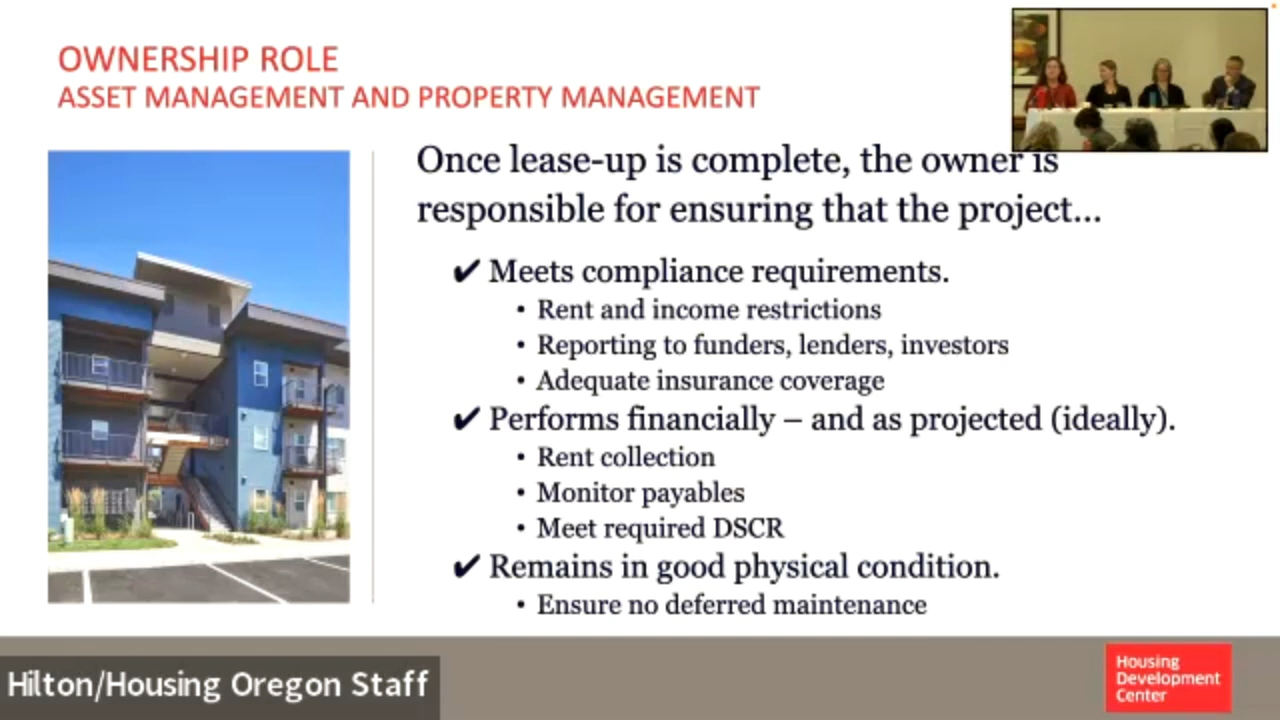 OWNERSHIP ROLE
ASSET MANAGEMENT AND PROPERTY MANAGEMENT
Once lease-up is complete, the owner is
responsible for ensuring that the project...
✔ Meets compliance requirements.
• Rent and income restrictions
• Reporting to funders, lenders, investors
• Adequate insurance coverage
✔ Performs financially – and as projected (ideally).
• Rent collection
• Monitor payables
• Meet required DSCR
✔ Remains in good physical condition.
• Ensure no deferred maintenance
Hilton/Housing Oregon Staff
Housing
Development
Center